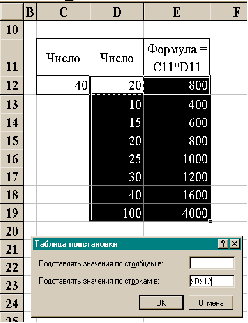 B C D E F
10
11 Число Число Формула = C11*D11
12 40 20 800
13 10 400
14 15 600
15 20 800
16 25 1000
17 30 1200
18 40 1600
19 100 4000
20
21 Таблица подстановки
22 Подставлять значения по столбцам в:
23 Подставлять значения по строкам в: $D$12
24 OK Отмена
25